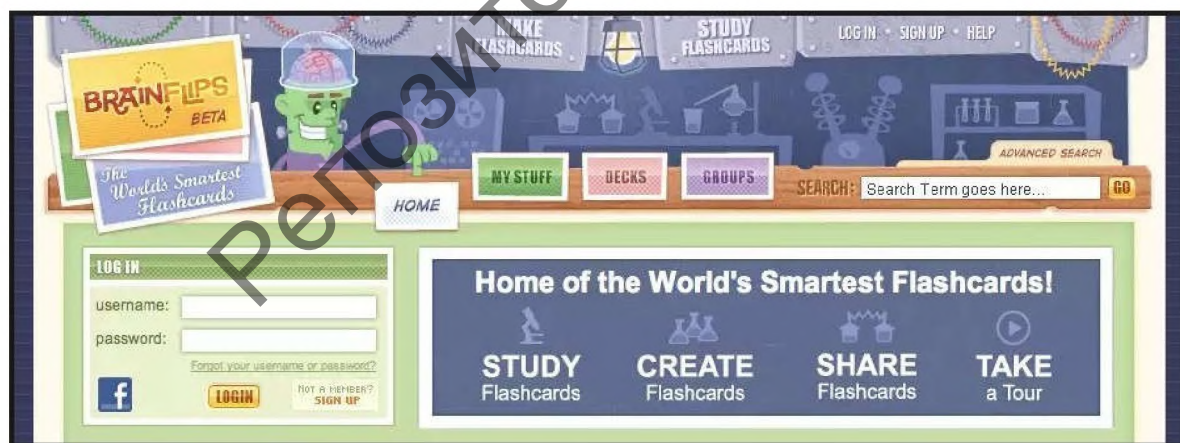 MAKE
FLASHCARDS
STUDY
FLASHCARDS
LOG IN • SIGN UP • HELP
BRAINFLIPS
BETA
The
World's Smartest
Flashcards
ADVANCED SEARCH
HOME
MY STUFF
DECKS
GROUPS
SEARCH:
Search Term goes here...
GO
LOG IN
username:
password:
Forgot your username or password?
f
LOGIN
NOT A MEMBER?
SIGN UP
Home of the World's Smartest Flashcards!
STUDY
Flashcards
CREATE
Flashcards
SHARE
Flashcards
TAKE
a Tour
Репозито